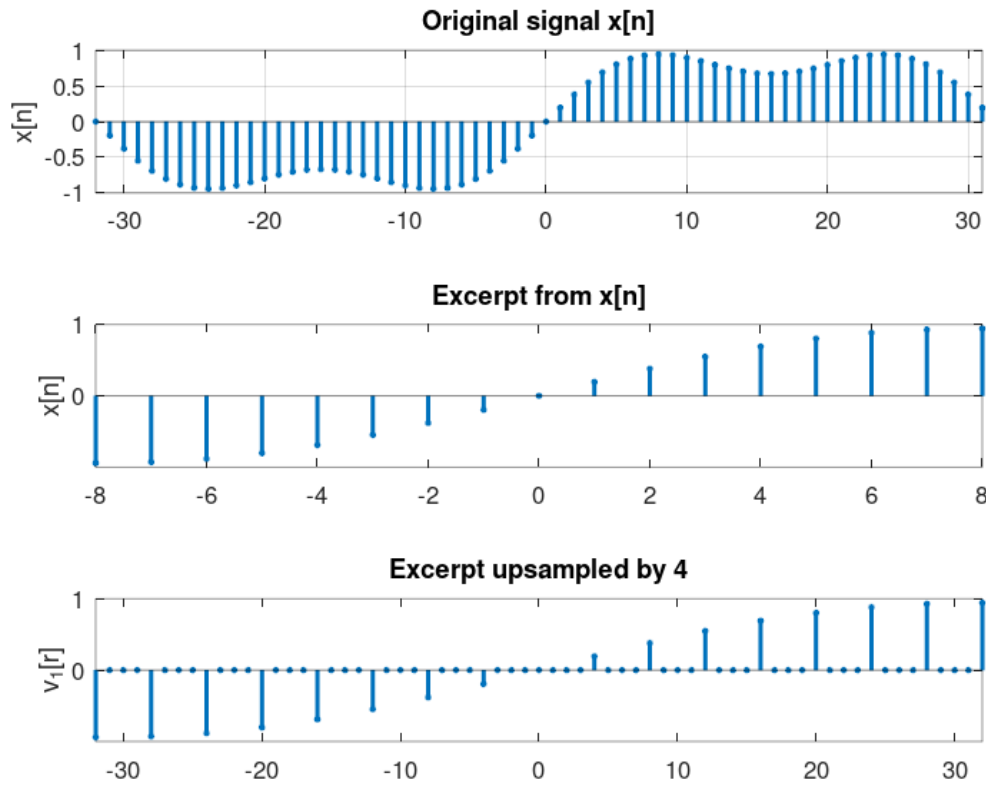 Original signal x[n]
x[n]
1
0.5
0
-0.5
-1
-30 -20 -10 0 10 20 30
Excerpt from x[n]
x[n]
1
0
-8 -6 -4 -2 0 2 4 6 8
Excerpt upsampled by 4
v₁[r]
1
0
-30 -20 -10 0 10 20 30